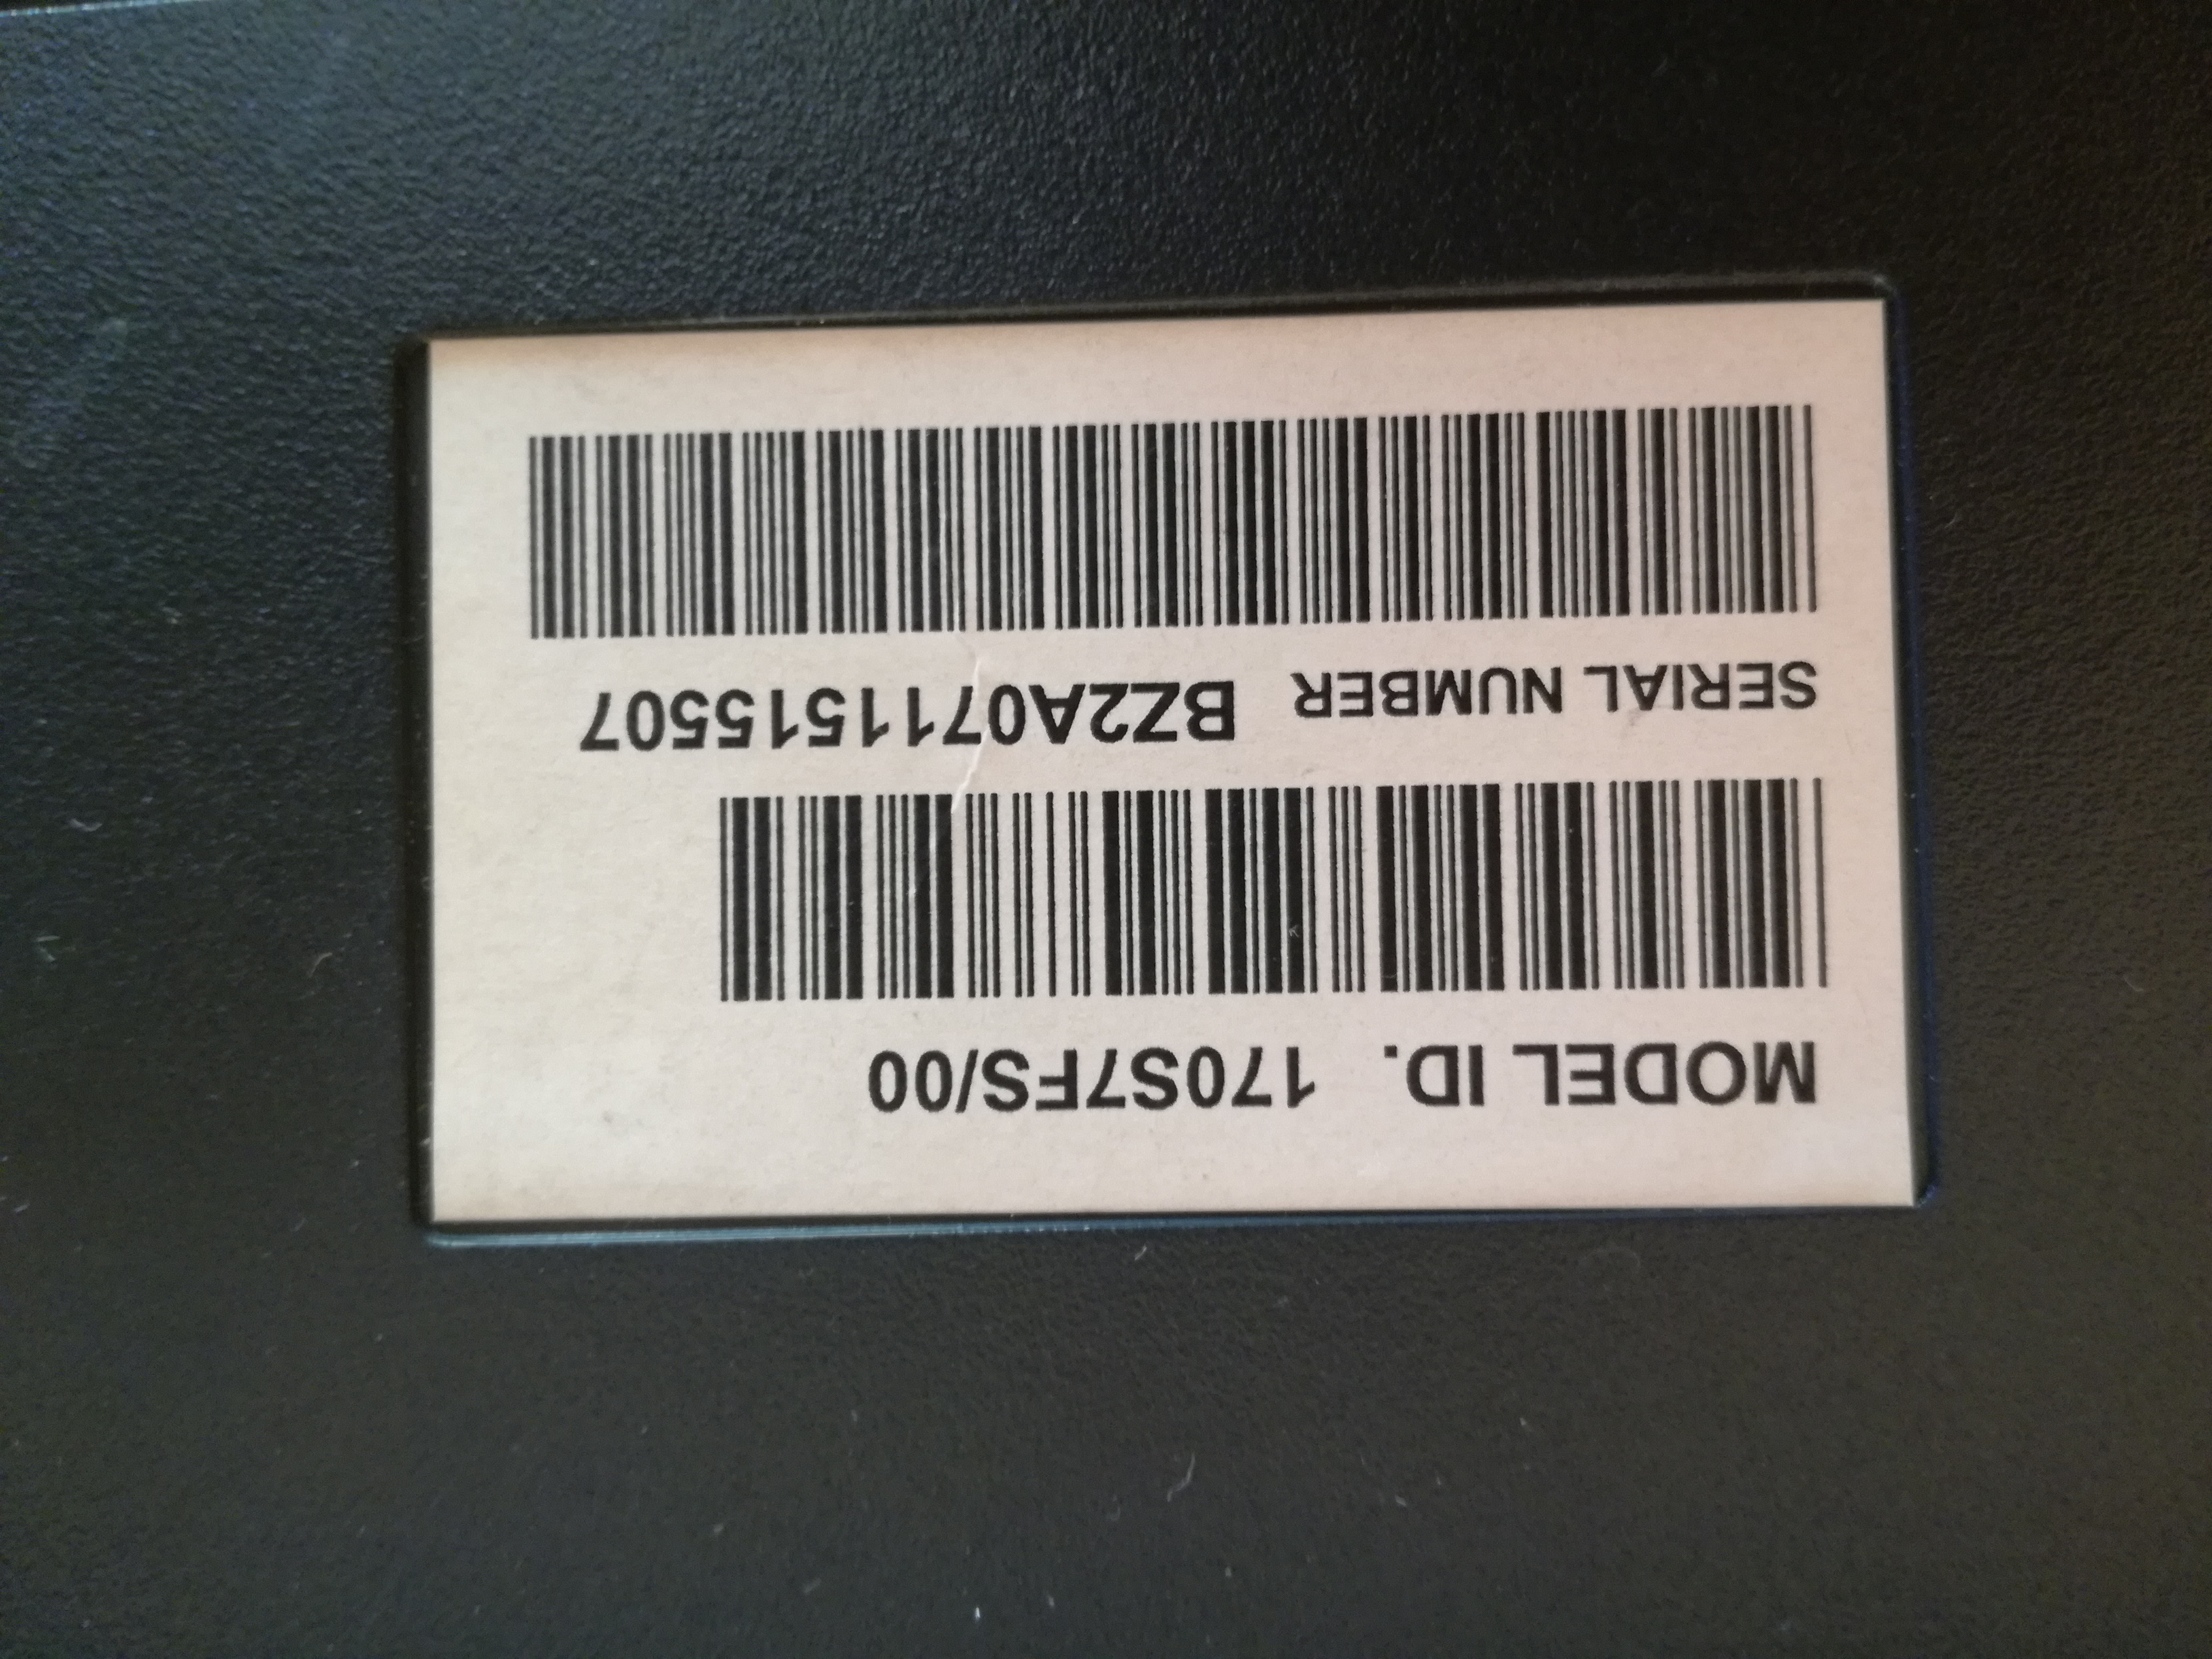 MODEL ID. 170S7FS/00
SERIAL NUMBER BZ2A0711515507